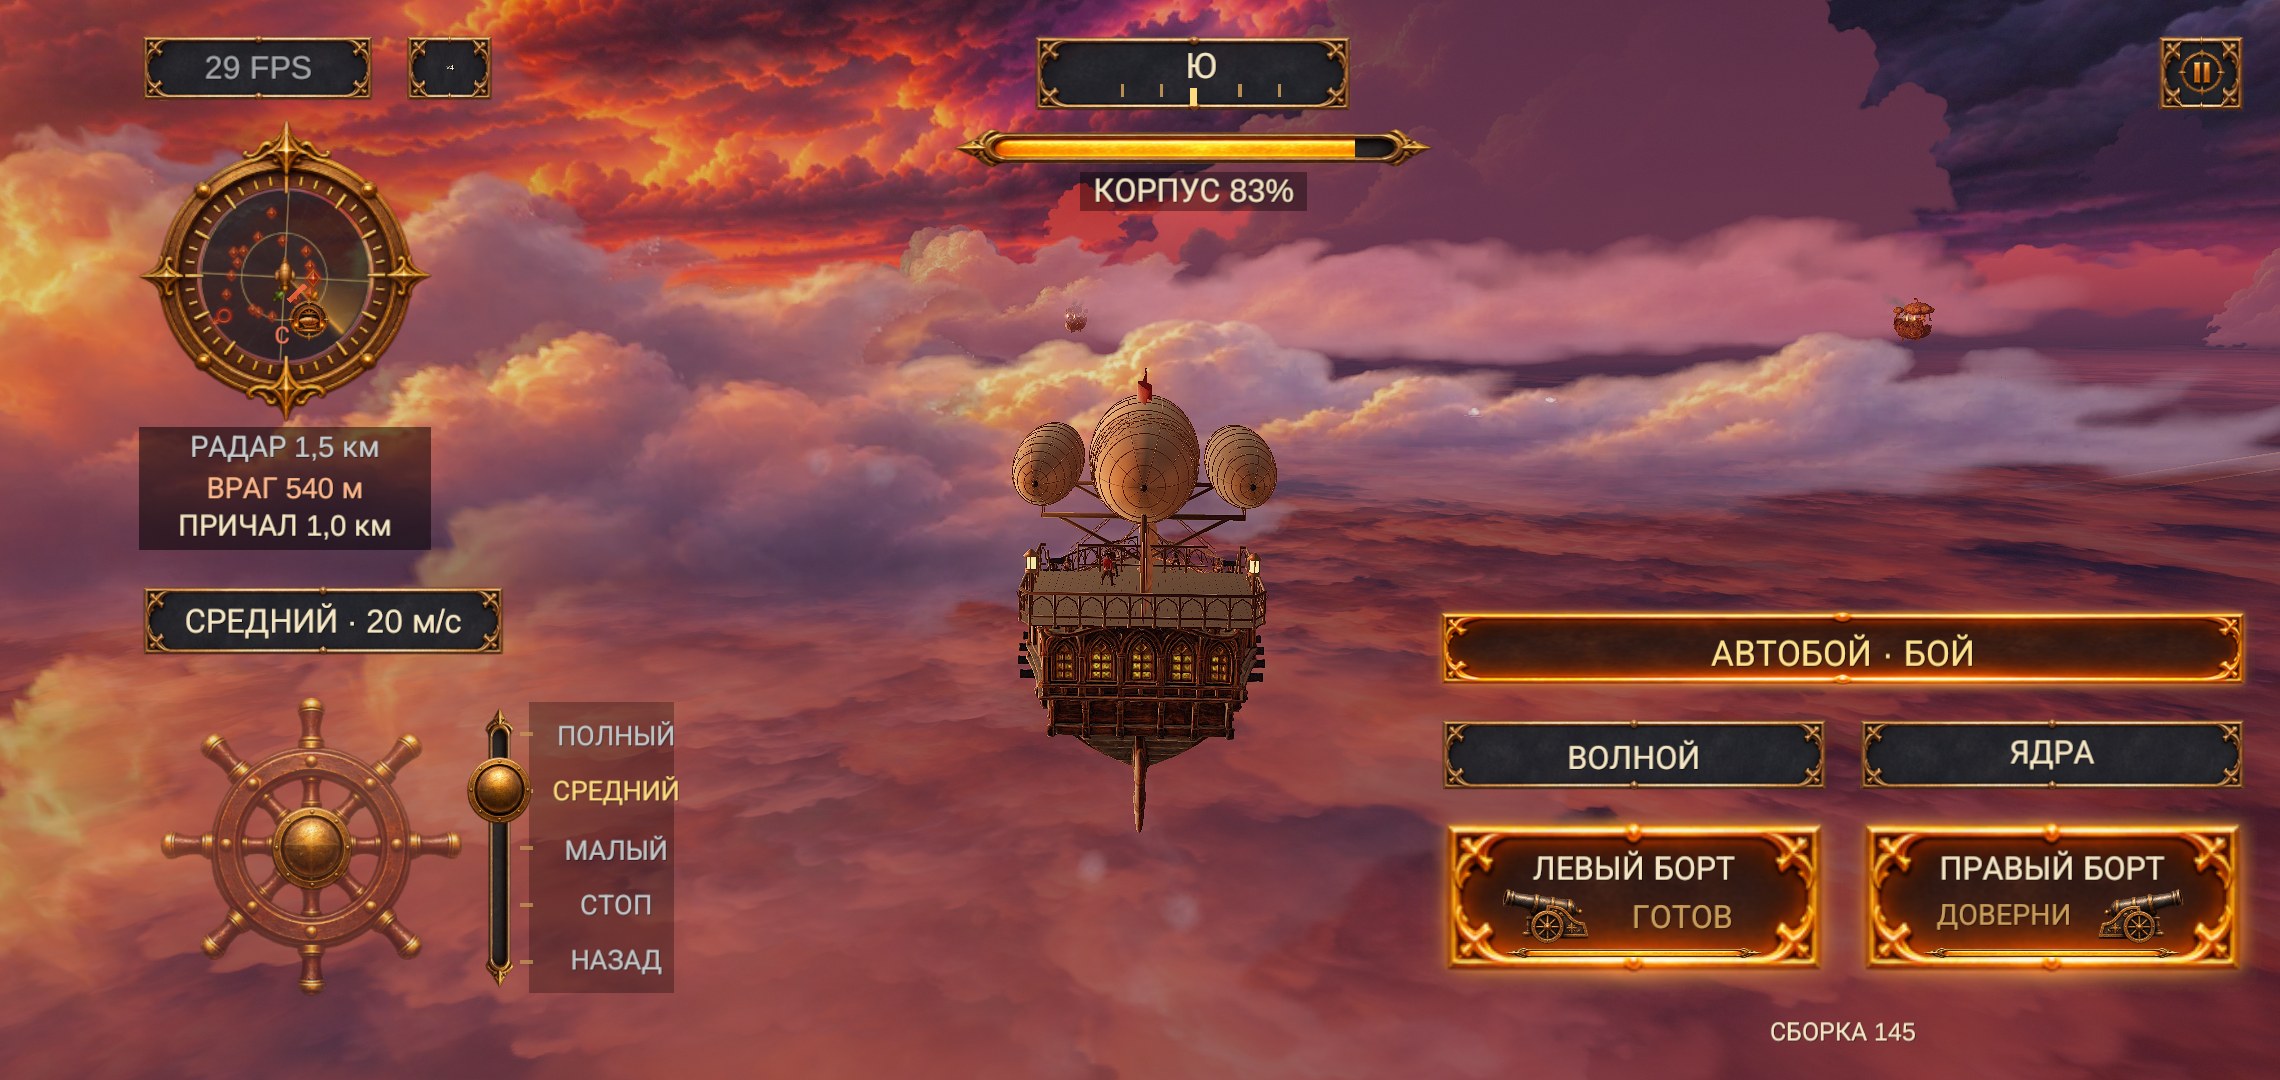 29 FPS
x4
Ю
КОРПУС 83%
С
РАДАР 1,5 км
ВРАГ 540 м
ПРИЧАЛ 1,0 км
СРЕДНИЙ · 20 м/с
ПОЛНЫЙ
СРЕДНИЙ
МАЛЫЙ
СТОП
НАЗАД
АВТОБОЙ · БОЙ
ВОЛНОЙ
ЯДРА
ЛЕВЫЙ БОРТ
ГОТОВ
ПРАВЫЙ БОРТ
ДОВЕРНИ
СБОРКА 145